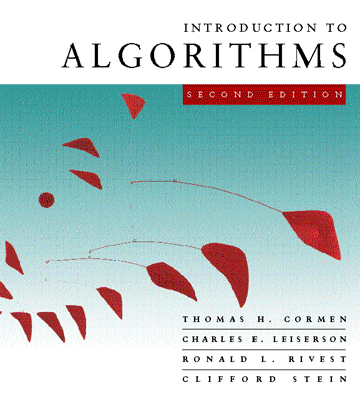 INTRODUCTION TO
ALGORITHMS
SECOND EDITION
THOMAS H. CORMEN
CHARLES E. LEISERSON
RONALD L. RIVEST
CLIFFORD STEIN